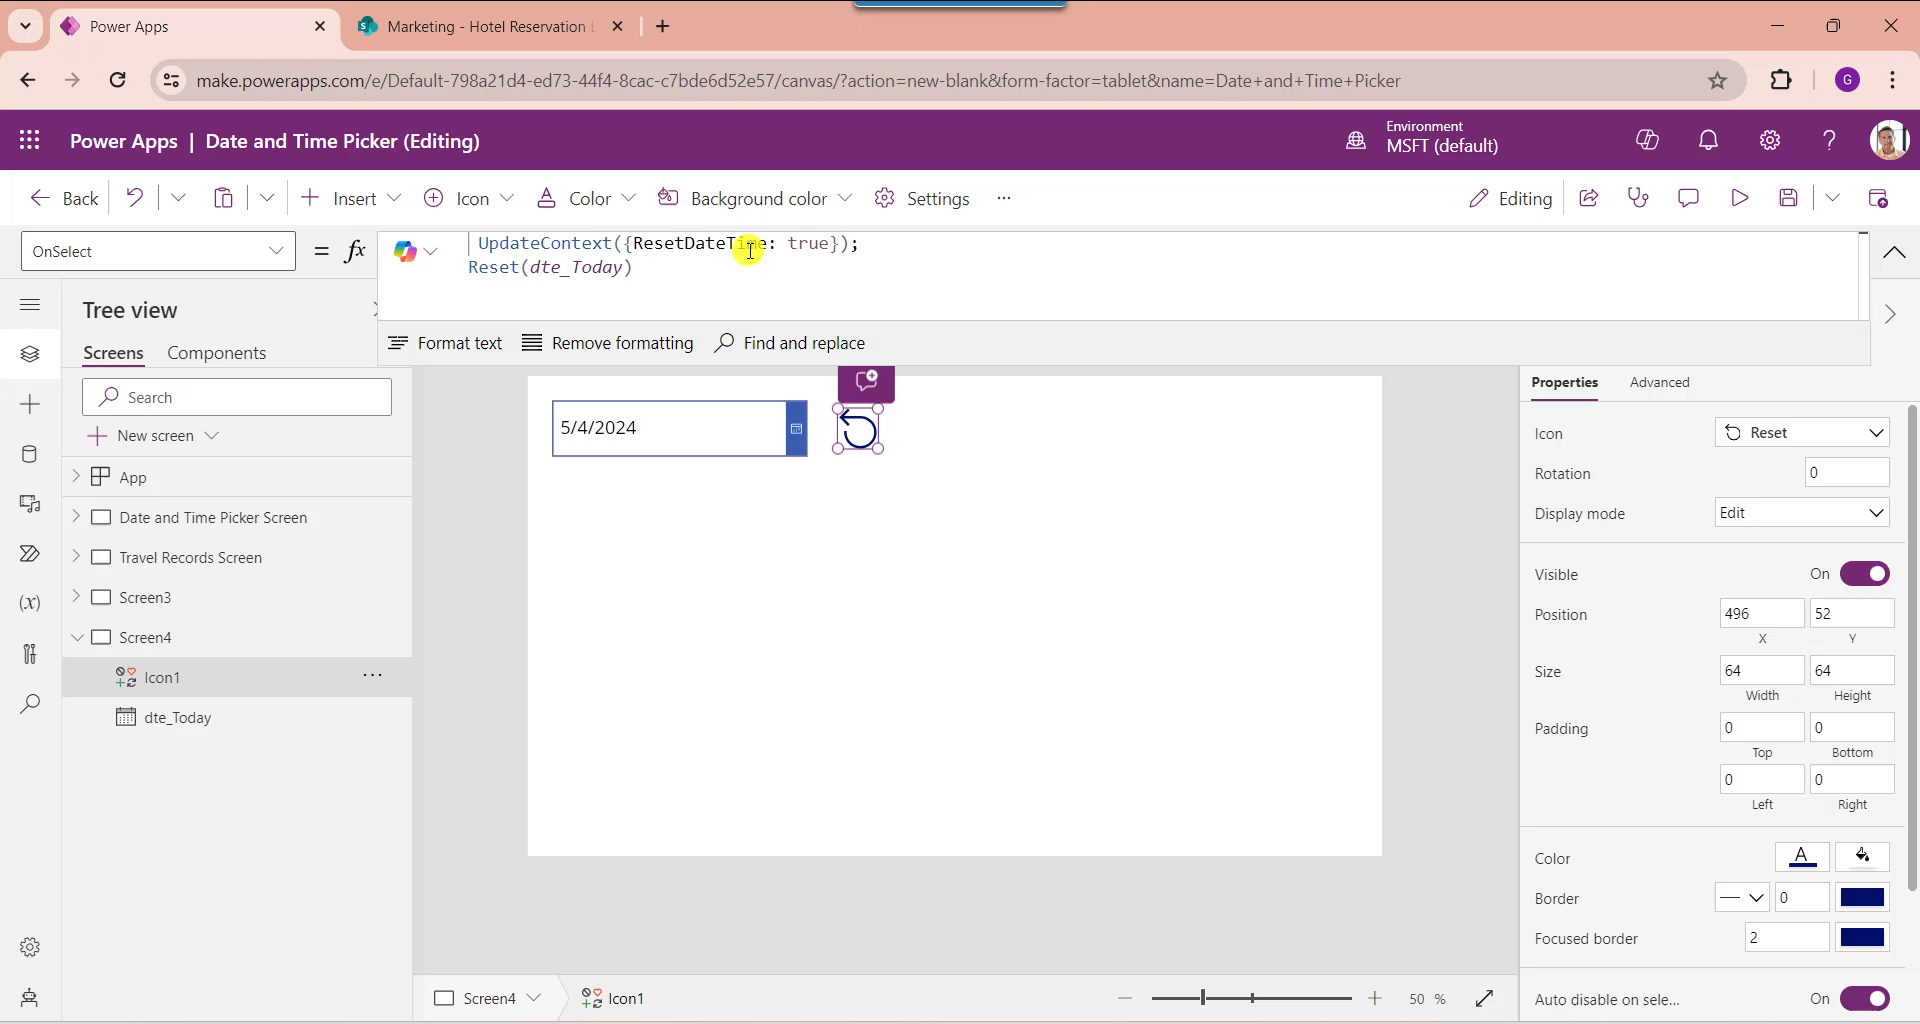 Power Apps
Marketing - Hotel Reservation
make.powerapps.com/e/Default-798a21d4-ed73-44f4-8cac-c7bde6d52e57/canvas/?action=new-blank&form-factor=tablet&name=Date+and+Time+Picker
G
Power Apps | Date and Time Picker (Editing)
Environment
MSFT (default)
Back
Insert
Icon
Color
Background color
Settings
Editing
OnSelect
= fx
UpdateContext({ResetDateTime: true});
Reset(dte_Today)
Format text
Remove formatting
Find and replace
Tree view
Screens
Components
Search
New screen
App
Date and Time Picker Screen
Travel Records Screen
Screen3
Screen4
Icon1
dte_Today
5/4/2024
Properties
Advanced
Icon
Reset
Rotation
0
Display mode
Edit
Visible
On
Position
496
52
X
Y
Size
64
64
Width
Height
Padding
0
0
Top
Bottom
0
0
Left
Right
Color
A
Border
0
Focused border
2
Auto disable on sele...
On
Screen4
Icon1
50 %